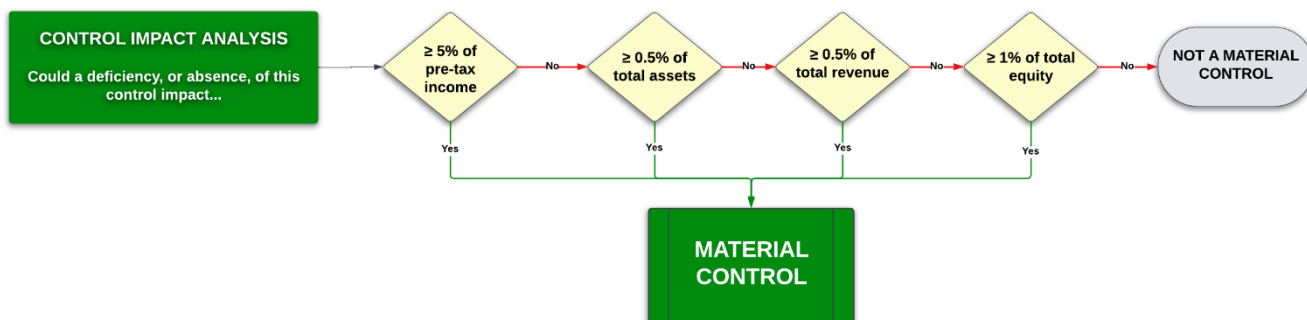 CONTROL IMPACT ANALYSIS
Could a deficiency, or absence, of this
control impact...
≥ 5% of
pre-tax
income
No
≥ 0.5% of
total assets
No
≥ 0.5% of
total revenue
No
≥ 1% of total
equity
No
NOT A MATERIAL
CONTROL
Yes
Yes
Yes
Yes
MATERIAL
CONTROL